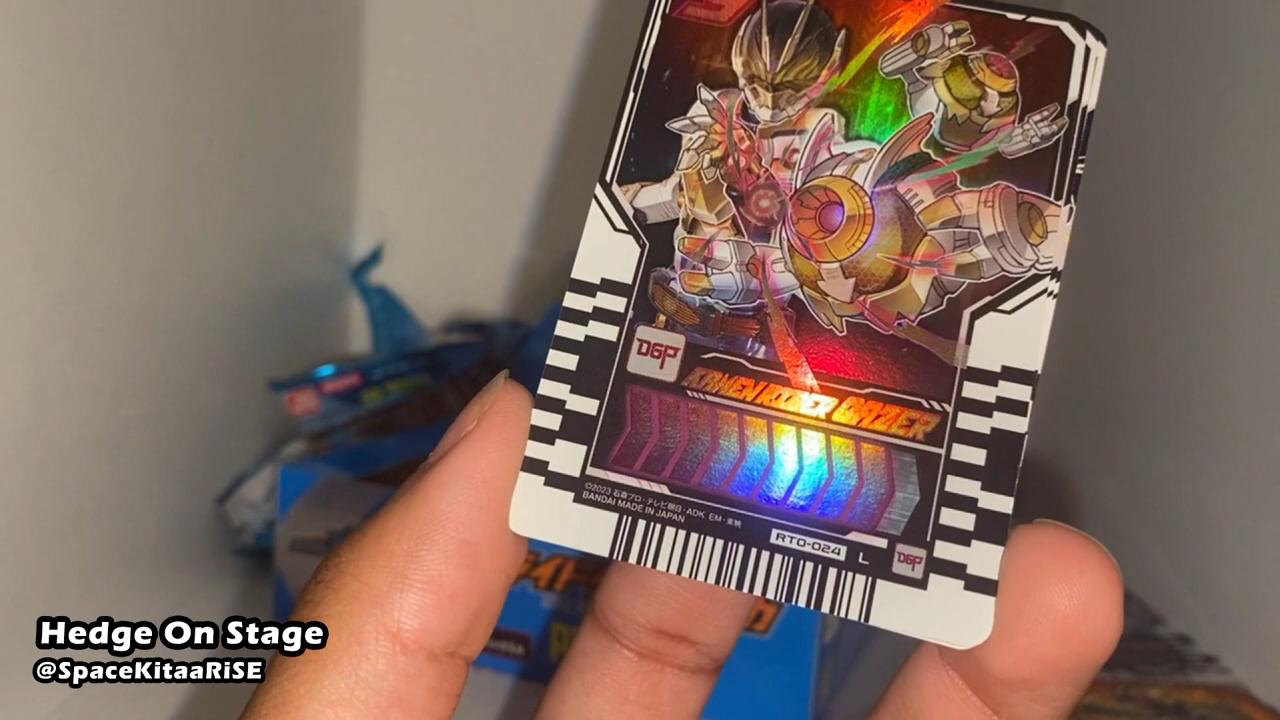 DGP
KAMEN RIDER GAZER
©2023 石森プロ・テレビ朝日・ADK EM・東映
BANDAI MADE IN JAPAN
RT0-024 L
DGP
Hedge On Stage
@SpaceKitaaRiSE